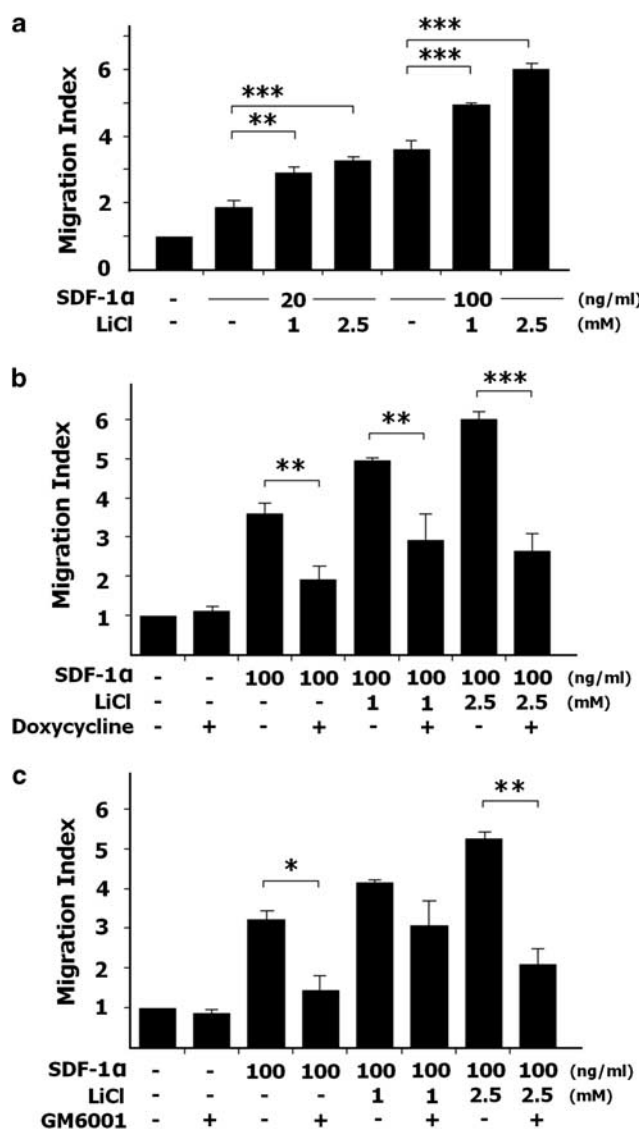 a
***
***
***
**
6
4
2
0
Migration Index
SDF-1α - 20 100 (ng/ml)
LiCl - - 1 2.5 - 1 2.5 (mM)
b
***
**
**
6
5
4
3
2
1
Migration Index
SDF-1α - - 100 100 100 100 100 100 (ng/ml)
LiCl - - - - 1 1 2.5 2.5 (mM)
Doxycycline - + - + - + - +
c
**
*
6
5
4
3
2
1
Migration Index
SDF-1α - - 100 100 100 100 100 100 (ng/ml)
LiCl - - - - 1 1 2.5 2.5 (mM)
GM6001 - + - + - + - +